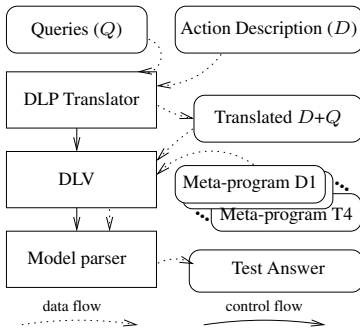 Queries (Q)
Action Description (D)
DLP Translator
Translated D+Q
DLV
Meta-program D1
Meta-program T4
Model parser
Test Answer
data flow
control flow